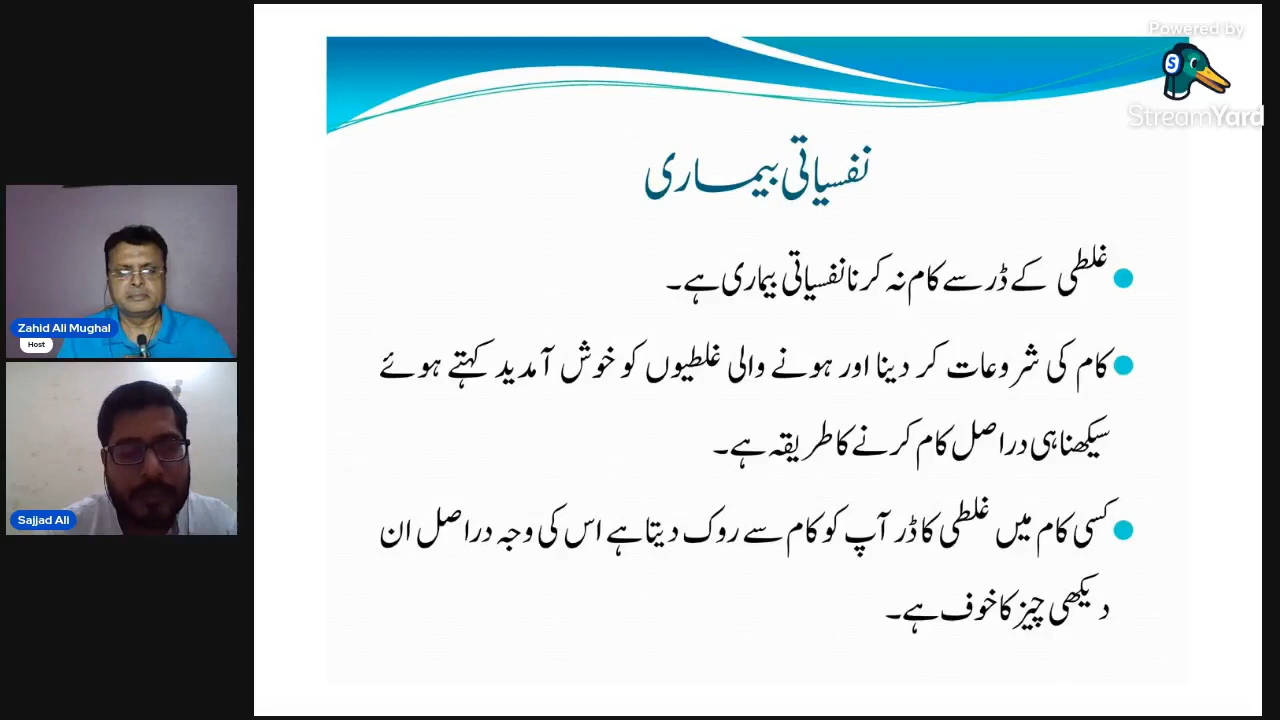 Powered by
StreamYard
نفسیاتی بیماری
غلطی کے ڈر سے کام نہ کرنا نفسیاتی بیماری ہے۔
کام کی شروعات کر دینا اور ہونے والی غلطیوں کو خوش آمدید کہتے ہوئے
سیکھنا ہی دراصل کام کرنے کا طریقہ ہے۔
کسی کام میں غلطی کا ڈر آپ کو کام سے روک دیتا ہے اس کی وجہ دراصل ان
دیکھی چیز کا خوف ہے۔
Zahid Ali Mughal
Host
Sajjad Ali